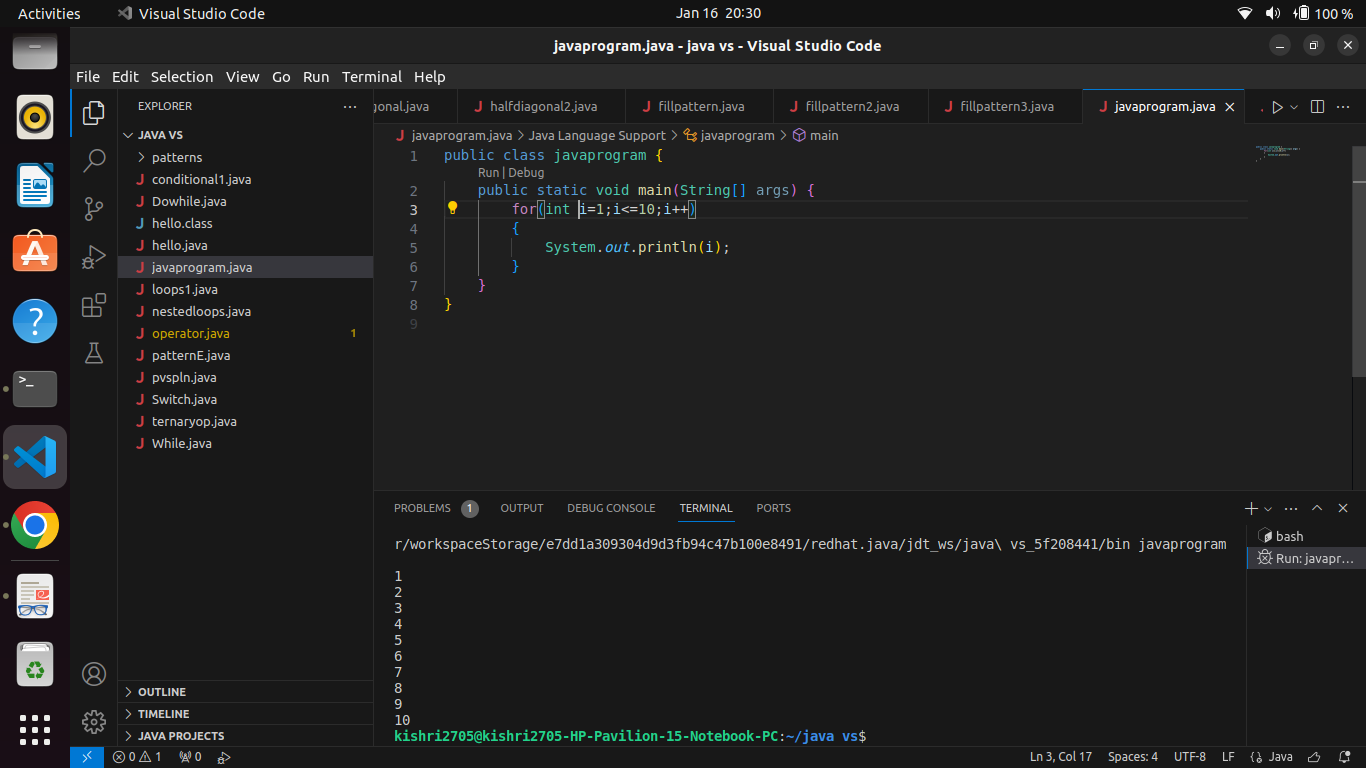 Activities Visual Studio Code Jan 16 20:30 100 %
javaprogram.java - java vs - Visual Studio Code
File Edit Selection View Go Run Terminal Help
EXPLORER
JAVA VS
patterns
conditional1.java
Dowhile.java
hello.class
hello.java
javaprogram.java
loops1.java
nestedloops.java
operator.java 1
patternE.java
pvspln.java
Switch.java
ternaryop.java
While.java
OUTLINE
TIMELINE
JAVA PROJECTS
gonal.java halfdiagonal2.java fillpattern.java fillpattern2.java fillpattern3.java javaprogram.java
javaprogram.java > Java Language Support > javaprogram > main
1 public class javaprogram {
Run | Debug
2 public static void main(String[] args) {
3 for(int i=1;i<=10;i++)
4 {
5 System.out.println(i);
6 }
7 }
8 }
9
PROBLEMS 1 OUTPUT DEBUG CONSOLE TERMINAL PORTS
r/workspaceStorage/e7dd1a309304d9d3fb94c47b100e8491/redhat.java/jdt_ws/java\ vs_5f208441/bin javaprogram
1
2
3
4
5
6
7
8
9
10
kishri2705@kishri2705-HP-Pavilion-15-Notebook-PC:~/java vs$
bash
Run: javapr...
0 1 0 Ln 3, Col 17 Spaces: 4 UTF-8 LF {} Java